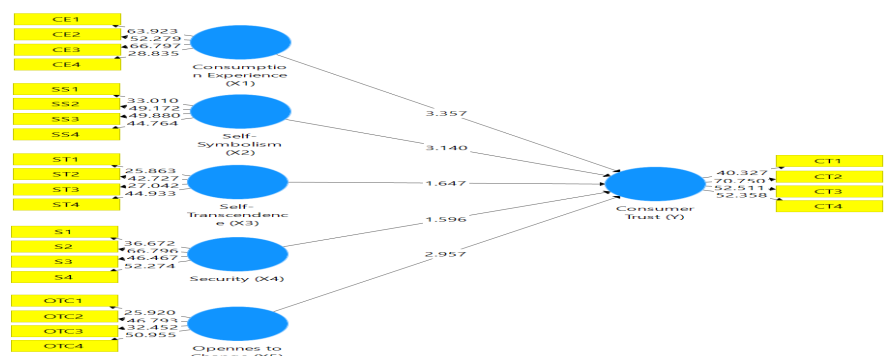 CE1
CE2
CE3
CE4
63.923
52.279
66.797
28.835
Consumptio
n Experience
(X1)
3.357
SS1
SS2
SS3
SS4
33.010
49.172
49.880
44.764
Self-
Symbolism
(X2)
3.140
ST1
ST2
ST3
ST4
25.863
42.727
27.042
44.933
Self-
Transcendenc
e (X3)
1.647
S1
S2
S3
S4
36.672
66.796
46.467
52.274
Security (X4)
1.596
OTC1
OTC2
OTC3
OTC4
25.920
46.793
32.452
50.955
Opennes to
2.957
Consumer
Trust (Y)
40.327
70.750
52.511
52.358
CT1
CT2
CT3
CT4